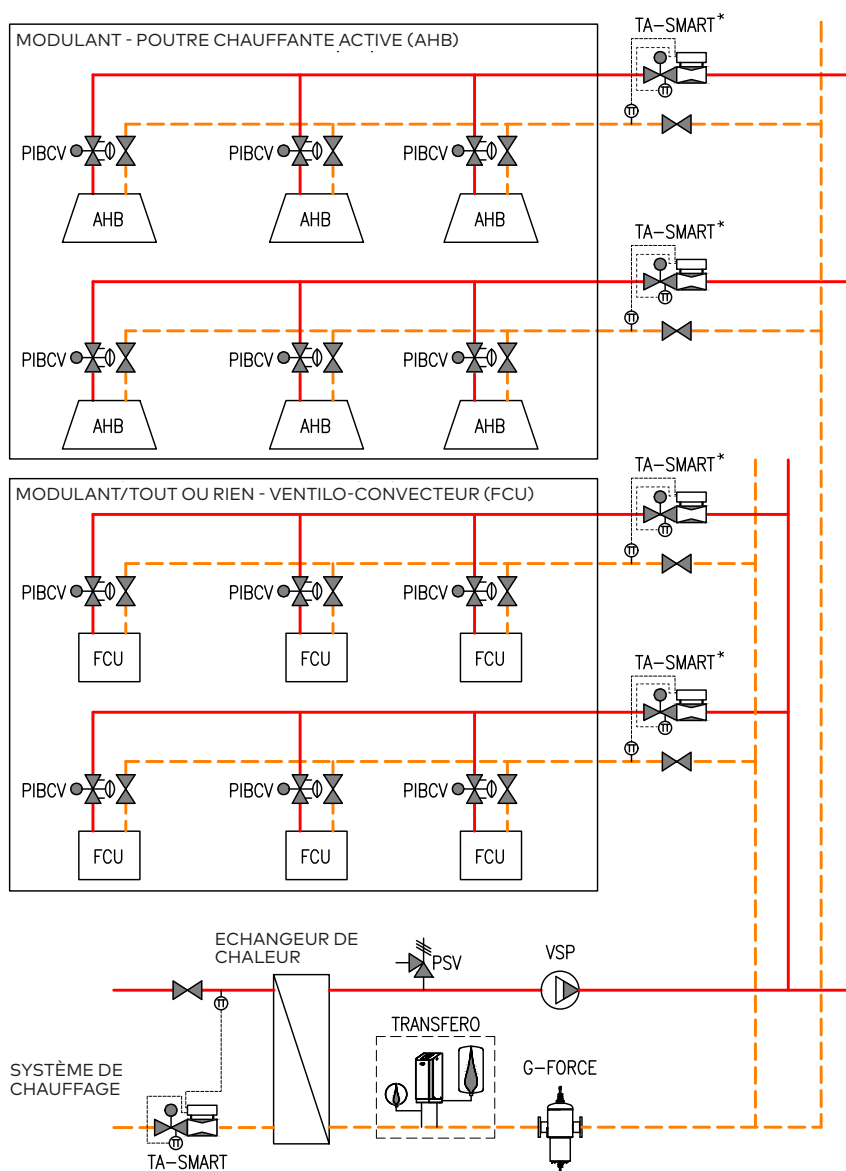 TA-SMART*
MODULANT - POUTRE CHAUFFANTE ACTIVE (AHB)
PIBCV PIBCV PIBCV
AHB AHB AHB
TA-SMART*
PIBCV PIBCV PIBCV
AHB AHB AHB
TA-SMART*
MODULANT/TOUT OU RIEN - VENTILO-CONVECTEUR (FCU)
PIBCV PIBCV PIBCV
FCU FCU FCU
TA-SMART*
PIBCV PIBCV PIBCV
FCU FCU FCU
ECHANGEUR DE
CHALEUR
PSV
VSP
TRANSFERO
G-FORCE
SYSTÈME DE
CHAUFFAGE
TA-SMART